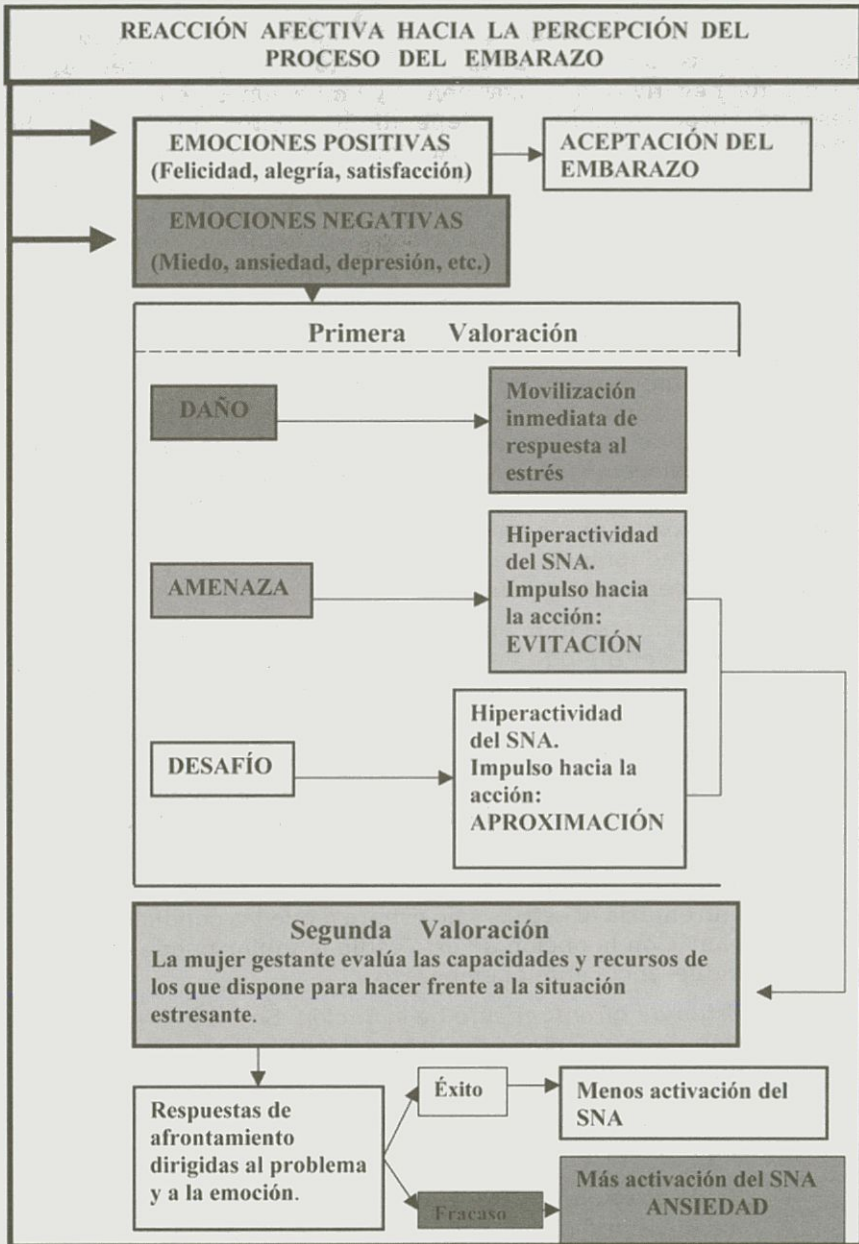 REACCIÓN AFECTIVA HACIA LA PERCEPCIÓN DEL
PROCESO DEL EMBARAZO
EMOCIONES POSITIVAS
(Felicidad, alegría, satisfacción)
ACEPTACIÓN DEL
EMBARAZO
EMOCIONES NEGATIVAS
(Miedo, ansiedad, depresión, etc.)
Primera Valoración
DAÑO
Movilización
inmediata de
respuesta al
estrés
AMENAZA
Hiperactividad
del SNA.
Impulso hacia
la acción:
EVITACIÓN
DESAFÍO
Hiperactividad
del SNA.
Impulso hacia la
acción:
APROXIMACIÓN
Segunda Valoración
La mujer gestante evalúa las capacidades y recursos de
los que dispone para hacer frente a la situación
estresante.
Respuestas de
afrontamiento
dirigidas al problema
y a la emoción.
Éxito
Menos activación del
SNA
Fracaso
Más activación del SNA
ANSIEDAD